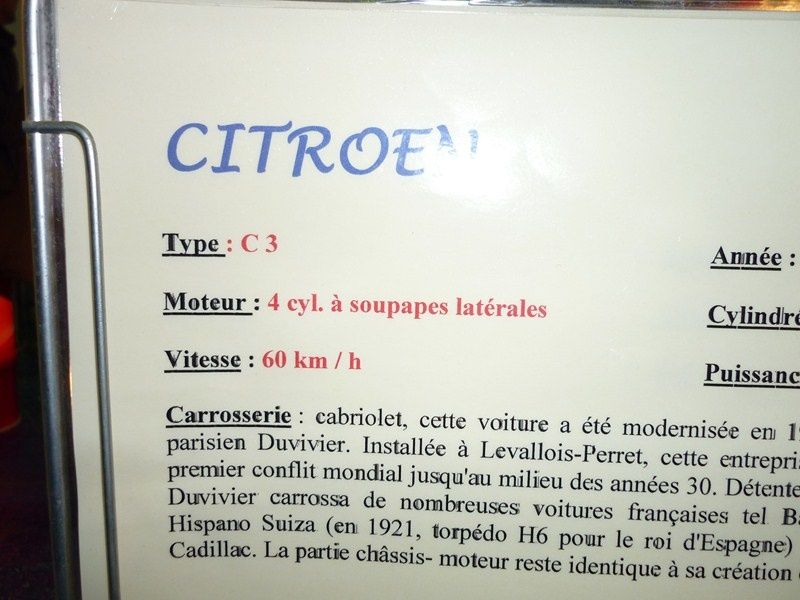 CITROEN
Type : C 3
Année :
Moteur : 4 cyl. à soupapes latérales
Vitesse : 60 km / h
Carrosserie : cabriolet, cette voiture a été modernisée en
parisien Duvivier. Installée à Levallois-Perret, cette
premier conflit mondial jusqu'au milieu des années 30.
Duvivier carrossa de nombreuses voitures françaises tel
Hispano Suiza (en 1921, torpédo H6 pour le roi d'Espagne)
Cadillac. La partie châssis- moteur reste identique à sa création